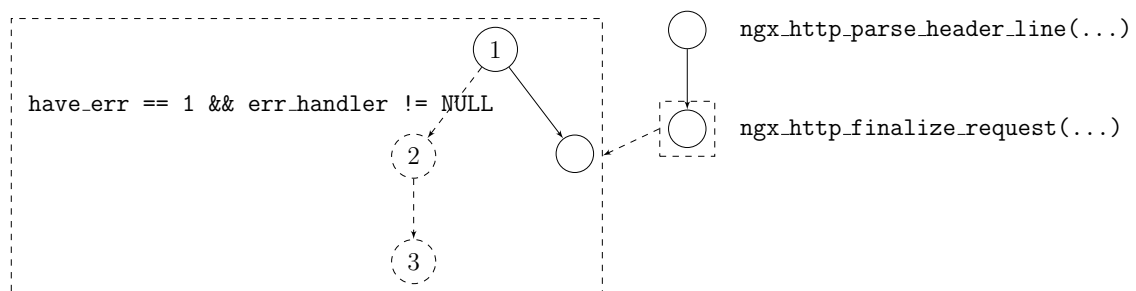 1
ngx_http_parse_header_line(...)
have_err == 1 && err_handler != NULL
ngx_http_finalize_request(...)
2
3